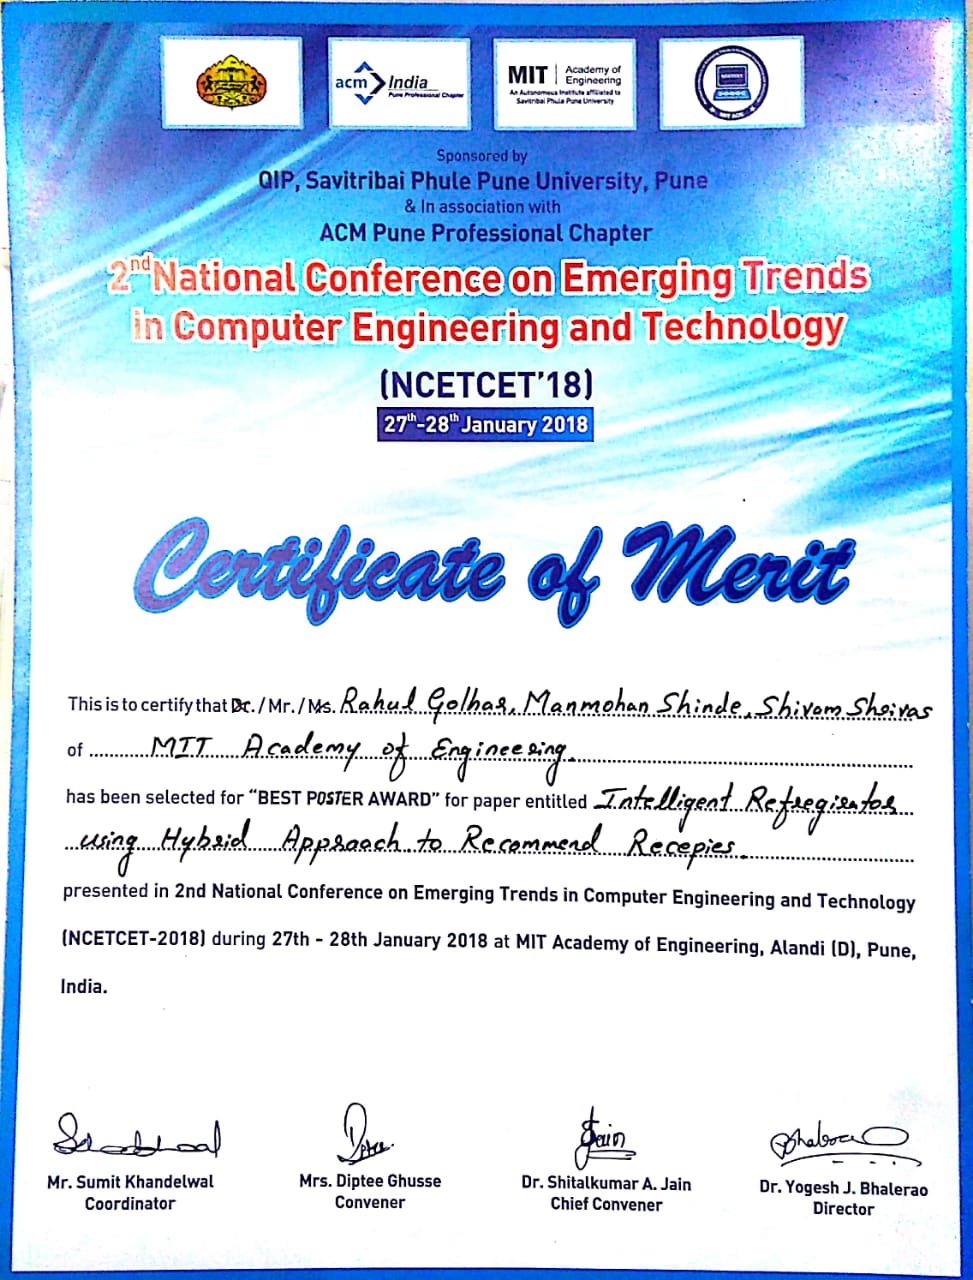 acm India
Pune Professional Chapter
MIT Academy of
Engineering
An Autonomous Institute affiliated to
Savitribai Phule Pune University
MIT AOE
Sponsored by
QIP, Savitribai Phule Pune University, Pune
& In association with
ACM Pune Professional Chapter
2nd National Conference on Emerging Trends
in Computer Engineering and Technology
(NCETCET'18)
27th-28th January 2018
Certificate of Merit
This is to certify that Dr./Mr./Ms. Rahul Golhar, Manmohan Shinde, Shivam Shrivas
of MIT Academy of Engineering.
has been selected for “BEST POSTER AWARD” for paper entitled Intelligent Refregirator
using Hybrid Approach to Recommend Recepies.
presented in 2nd National Conference on Emerging Trends in Computer Engineering and Technology
(NCETCET-2018) during 27th - 28th January 2018 at MIT Academy of Engineering, Alandi (D), Pune,
India.
Mr. Sumit Khandelwal
Coordinator
Mrs. Diptee Ghusse
Convener
Dr. Shitalkumar A. Jain
Chief Convener
Dr. Yogesh J. Bhalerao
Director